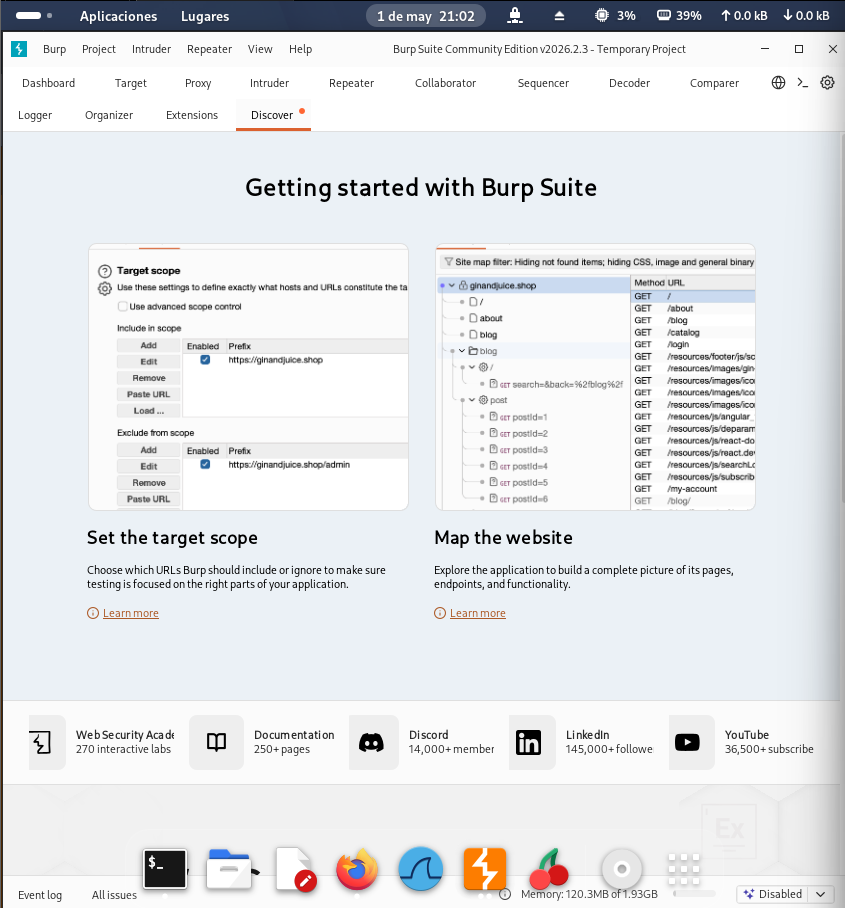 Aplicaciones Lugares 1 de may 21:02 3% 39% 0.0 kB 0.0 kB
Burp Project Intruder Repeater View Help Burp Suite Community Edition v2026.2.3 - Temporary Project
Dashboard Target Proxy Intruder Repeater Collaborator Sequencer Decoder Comparer
Logger Organizer Extensions Discover
Getting started with Burp Suite
Target scope
Use these settings to define exactly what hosts and URLs constitute the ta
Use advanced scope control
Include in scope
Add Enabled Prefix
Edit https://ginandjuice.shop
Remove
Paste URL
Load ...
Exclude from scope
Add Enabled Prefix
Edit https://ginandjuice.shop/admin
Remove
Paste URL
Site map filter: Hiding not found items; hiding CSS, image and general binary
ginandjuice.shop
/
about
blog
blog
/
GET search=&back=%2fblog%2f
post
GET postId=1
GET postId=2
GET postId=3
GET postId=4
GET postId=5
GET postId=6
Method URL
GET /
GET /about
GET /blog
GET /catalog
GET /login
GET /resources/footer/js/sc
GET /resources/images/gin-
GET /resources/images/ico
GET /resources/images/ico
GET /resources/images/ico
GET /resources/js/angular_
GET /resources/js/deparam
GET /resources/js/react-do
GET /resources/js/react.de
GET /resources/js/searchLo
GET /resources/js/subscrib
GET /my-account
GET /blog/
Set the target scope
Choose which URLs Burp should include or ignore to make sure
testing is focused on the right parts of your application.
Learn more
Map the website
Explore the application to build a complete picture of its pages,
endpoints, and functionality.
Learn more
Web Security Acade
270 interactive labs
Documentation
250+ pages
Discord
14,000+ member
LinkedIn
145,000+ followe
YouTube
36,500+ subscribe
Ex
$_
Event log All issues Memory: 120.3MB of 1.93GB Disabled